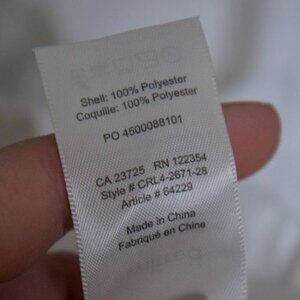 Shell: 100% Polyester
Coquille: 100% Polyester
PO 4500088101
CA 23725 RN 122354
Style # CRL4-2671-28
Article # 64229
Made in China
Fabriqué en Chine